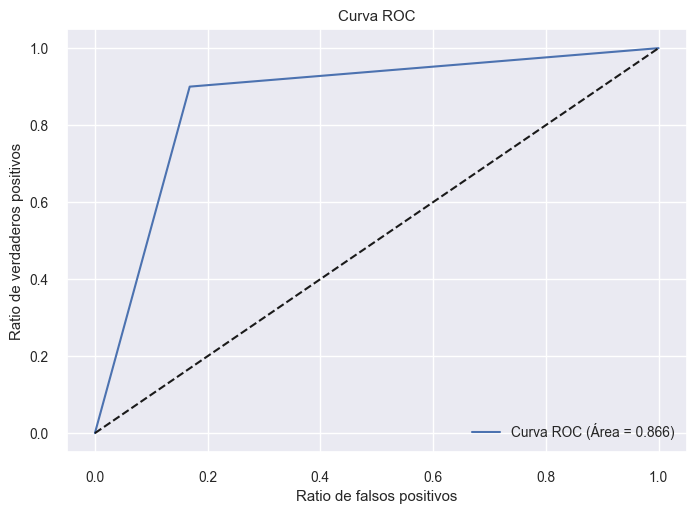 Curva ROC
1.0
0.8
0.6
0.4
0.2
0.0
Ratio de verdaderos positivos
Curva ROC (Área = 0.866)
0.0 0.2 0.4 0.6 0.8 1.0
Ratio de falsos positivos